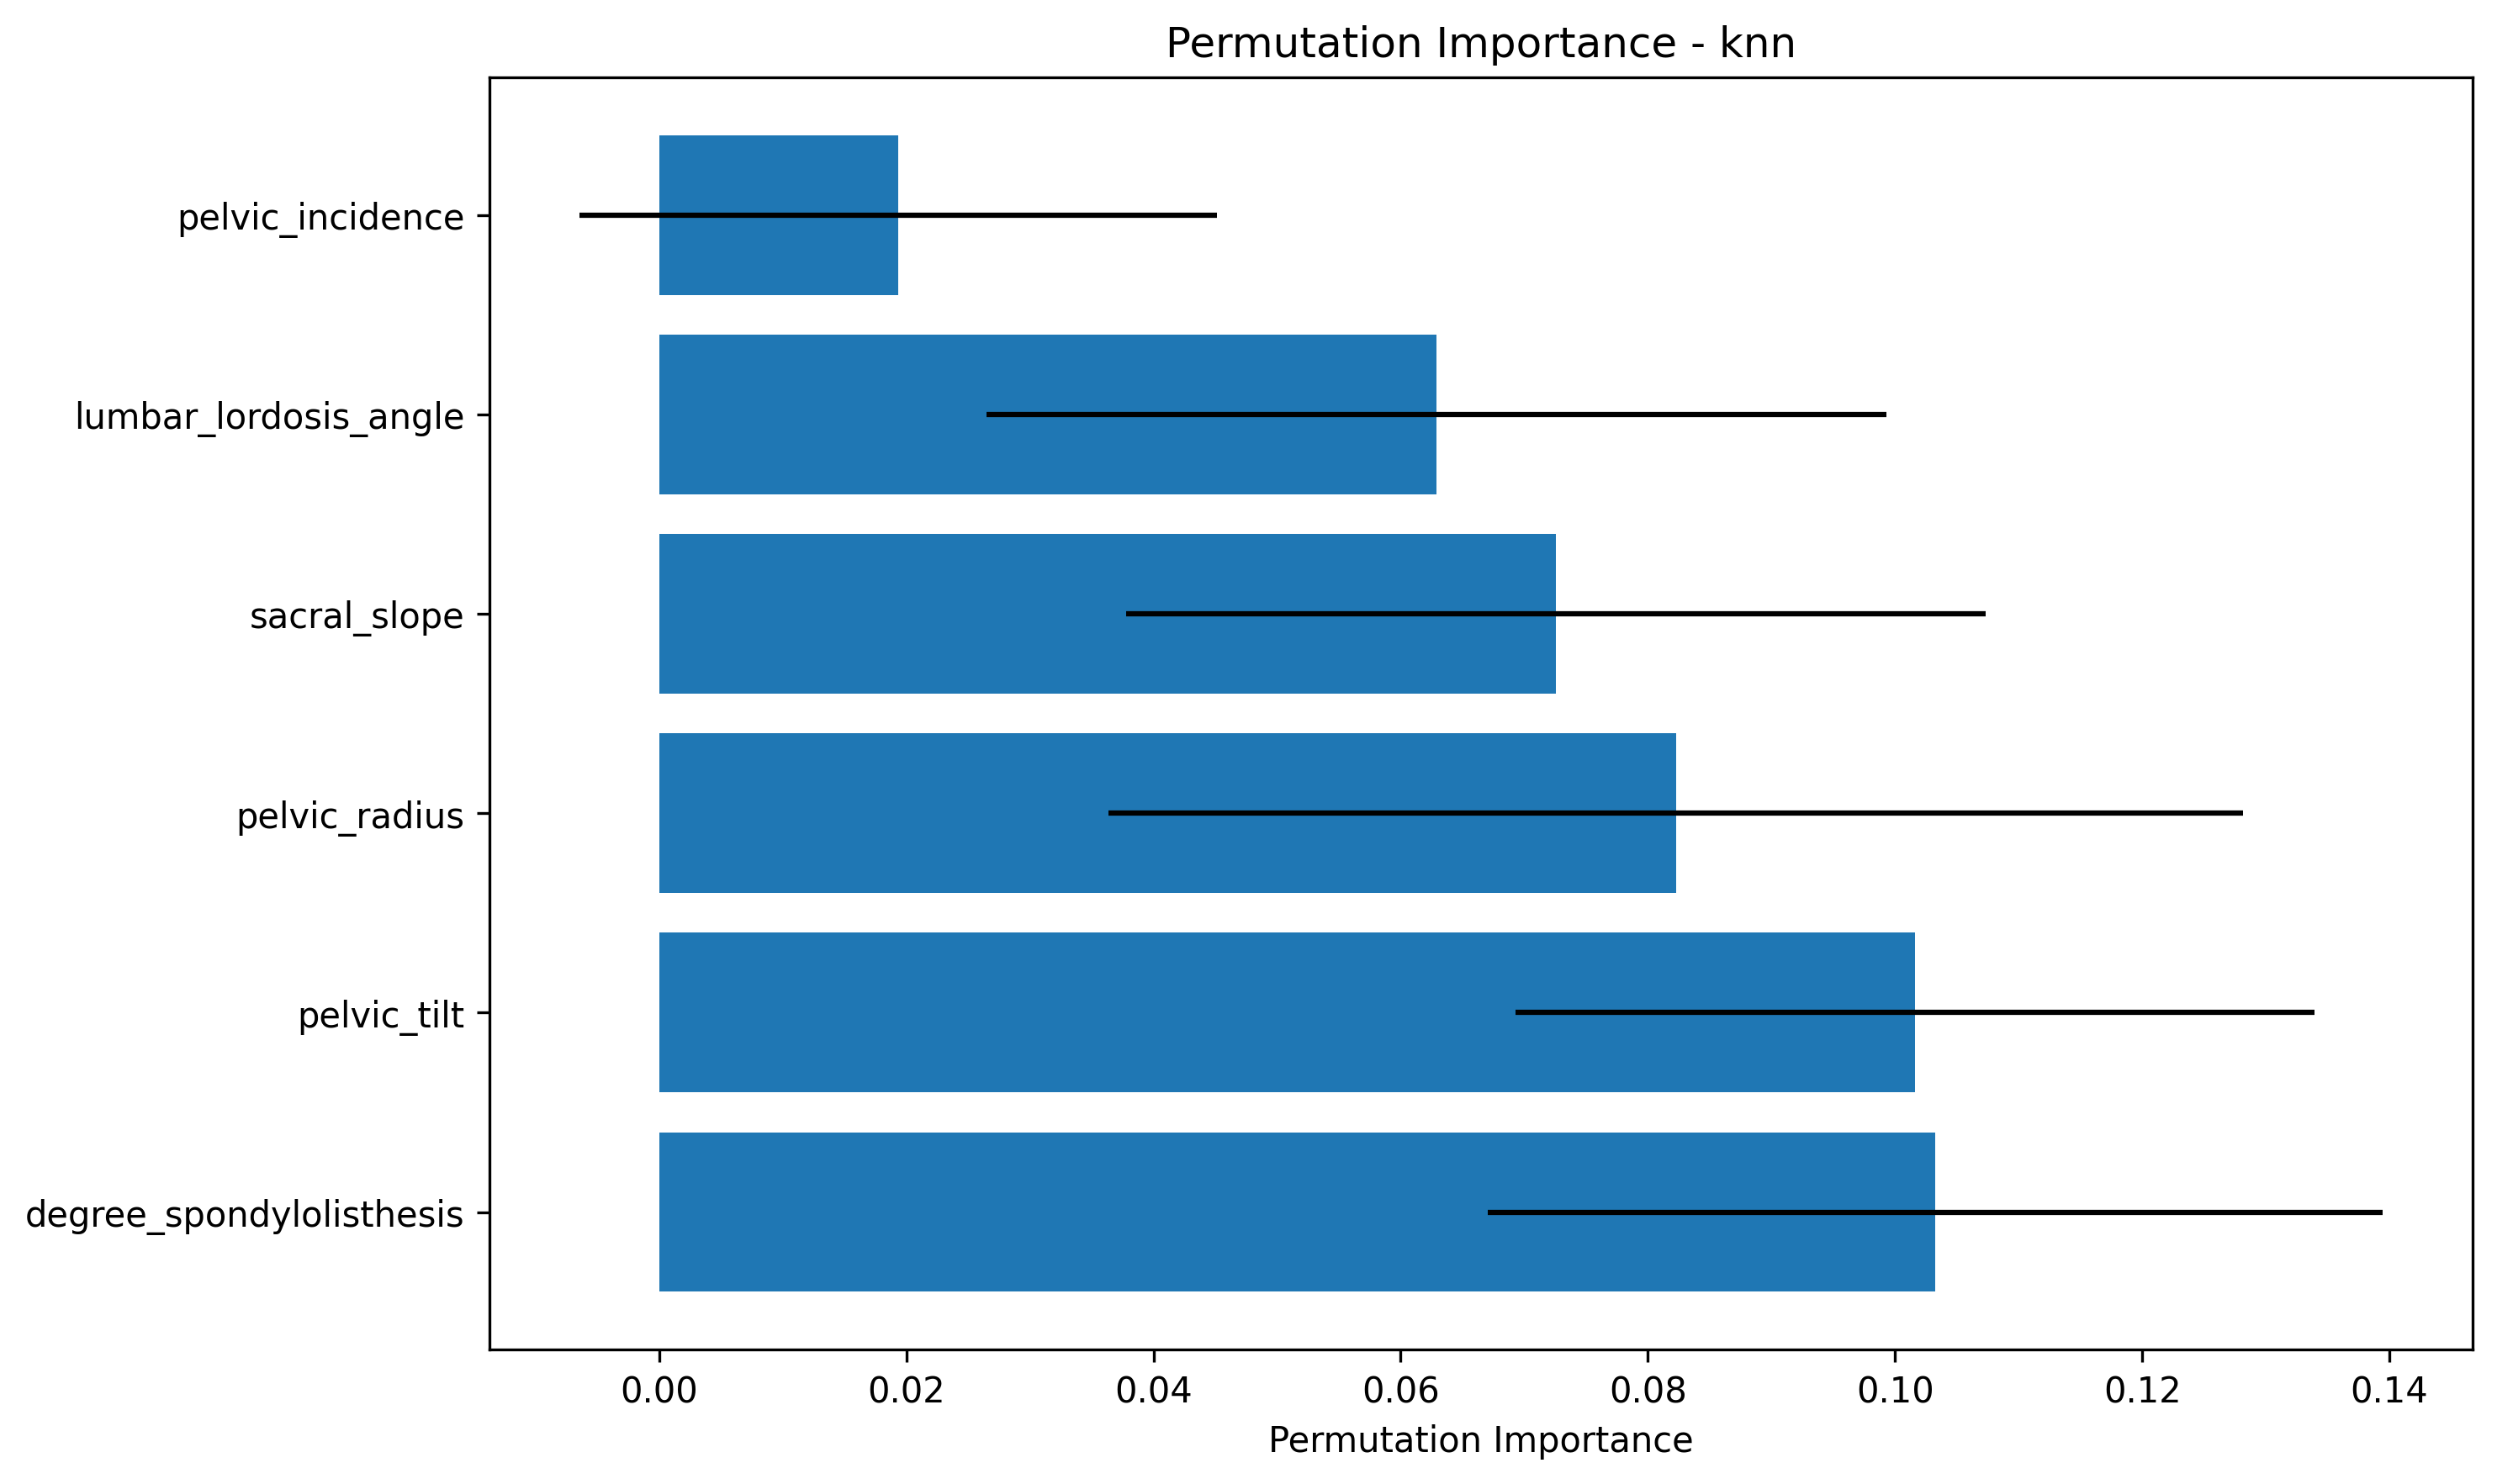 Permutation Importance - knn
pelvic_incidence
lumbar_lordosis_angle
sacral_slope
pelvic_radius
pelvic_tilt
degree_spondylolisthesis
0.00 0.02 0.04 0.06 0.08 0.10 0.12 0.14
Permutation Importance